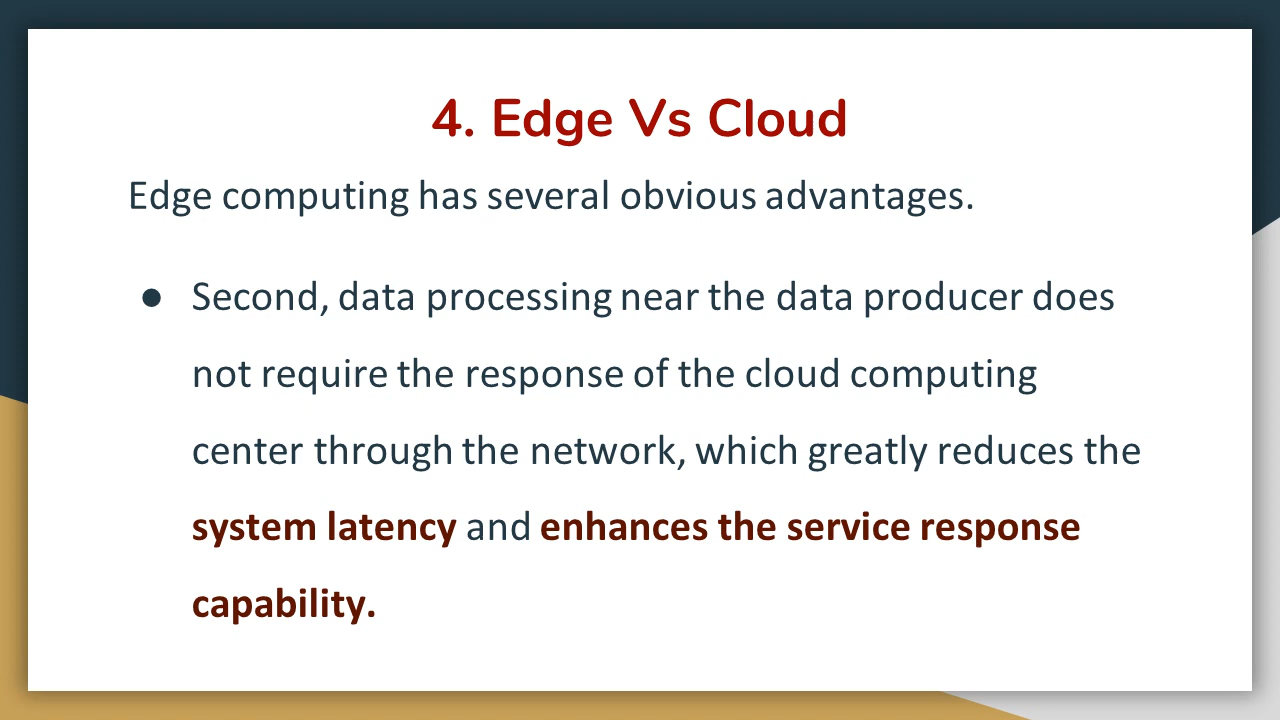 4. Edge Vs Cloud
Edge computing has several obvious advantages.
● Second, data processing near the data producer does
not require the response of the cloud computing
center through the network, which greatly reduces the
system latency and enhances the service response
capability.